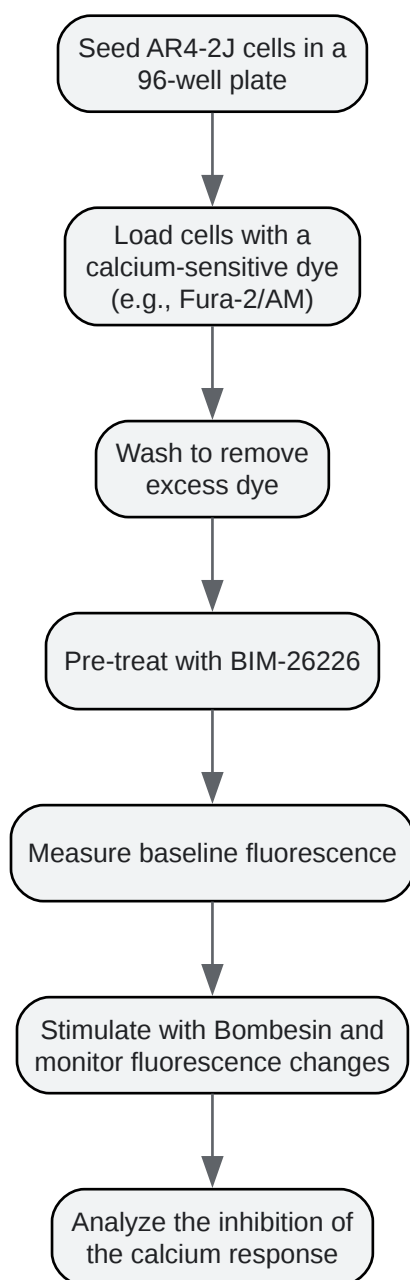 Seed AR4-2J cells in a
96-well plate
Load cells with a
calcium-sensitive dye
(e.g., Fura-2/AM)
Wash to remove
excess dye
Pre-treat with BIM-26226
Measure baseline fluorescence
Stimulate with Bombesin and
monitor fluorescence changes
Analyze the inhibition of
the calcium response